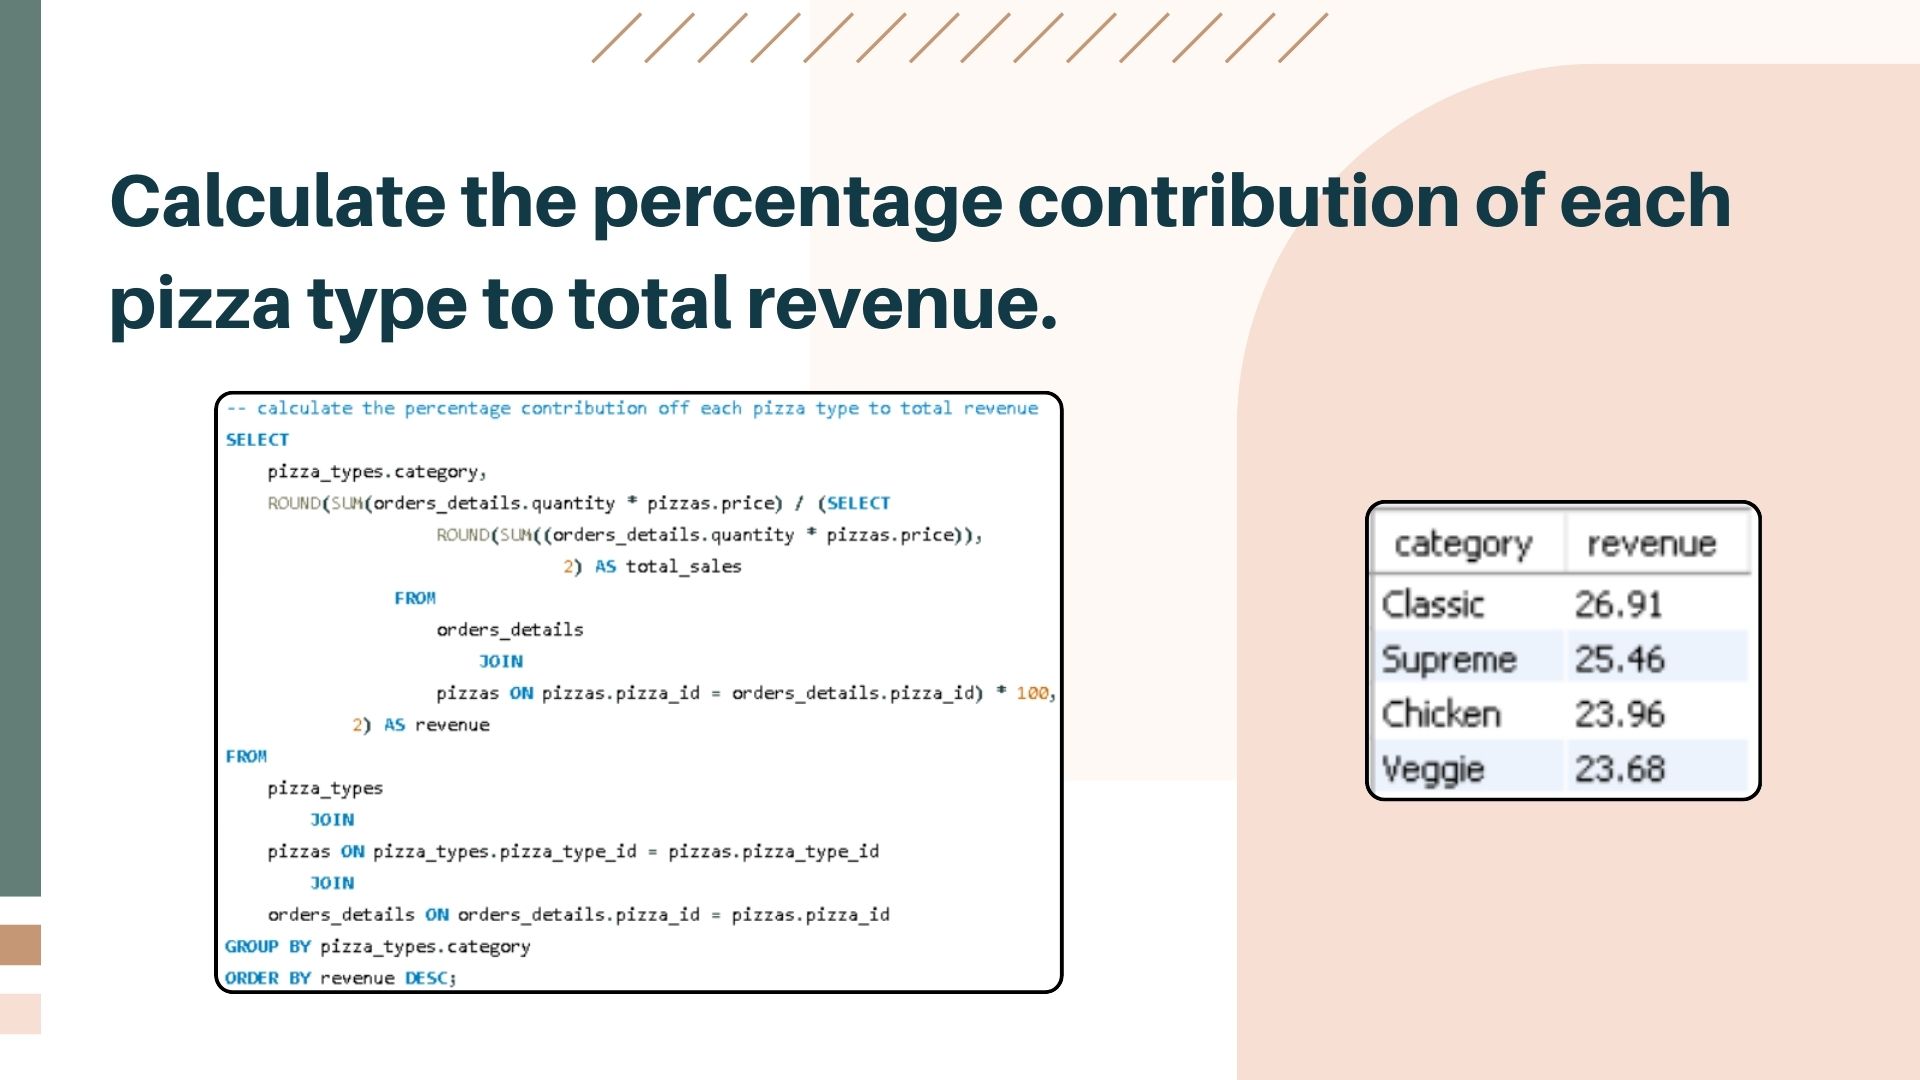 Calculate the percentage contribution of each
pizza type to total revenue.
-- calculate the percentage contribution off each pizza type to total revenue
SELECT
pizza_types.category,
ROUND(SUM(orders_details.quantity * pizzas.price) / (SELECT
ROUND(SUM((orders_details.quantity * pizzas.price)),
2) AS total_sales
FROM
orders_details
JOIN
pizzas ON pizzas.pizza_id = orders_details.pizza_id) * 100,
2) AS revenue
FROM
pizza_types
JOIN
pizzas ON pizza_types.pizza_type_id = pizzas.pizza_type_id
JOIN
orders_details ON orders_details.pizza_id = pizzas.pizza_id
GROUP BY pizza_types.category
ORDER BY revenue DESC;
category revenue
Classic 26.91
Supreme 25.46
Chicken 23.96
Veggie 23.68